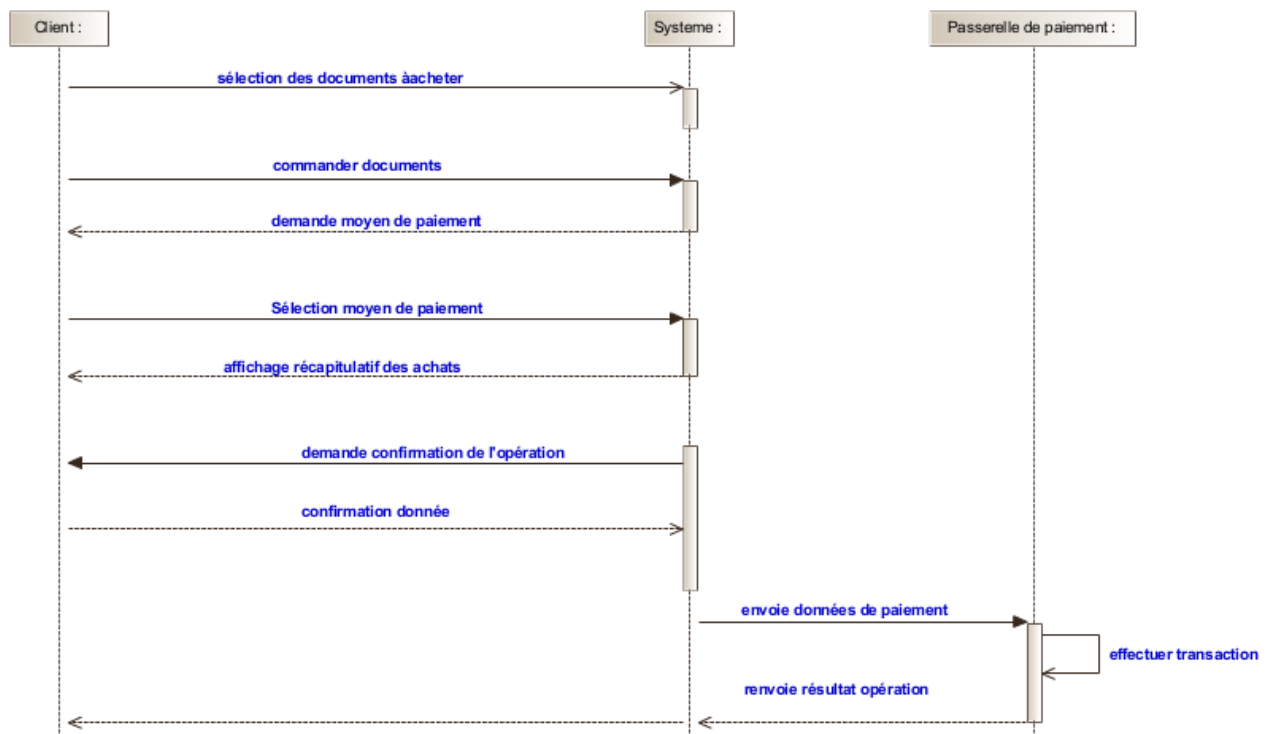 Client :
Systeme :
Passerelle de paiement :
sélection des documents àacheter
commander documents
demande moyen de paiement
Sélection moyen de paiement
affichage récapitulatif des achats
demande confirmation de l'opération
confirmation donnée
envoie données de paiement
effectuer transaction
renvoie résultat opération